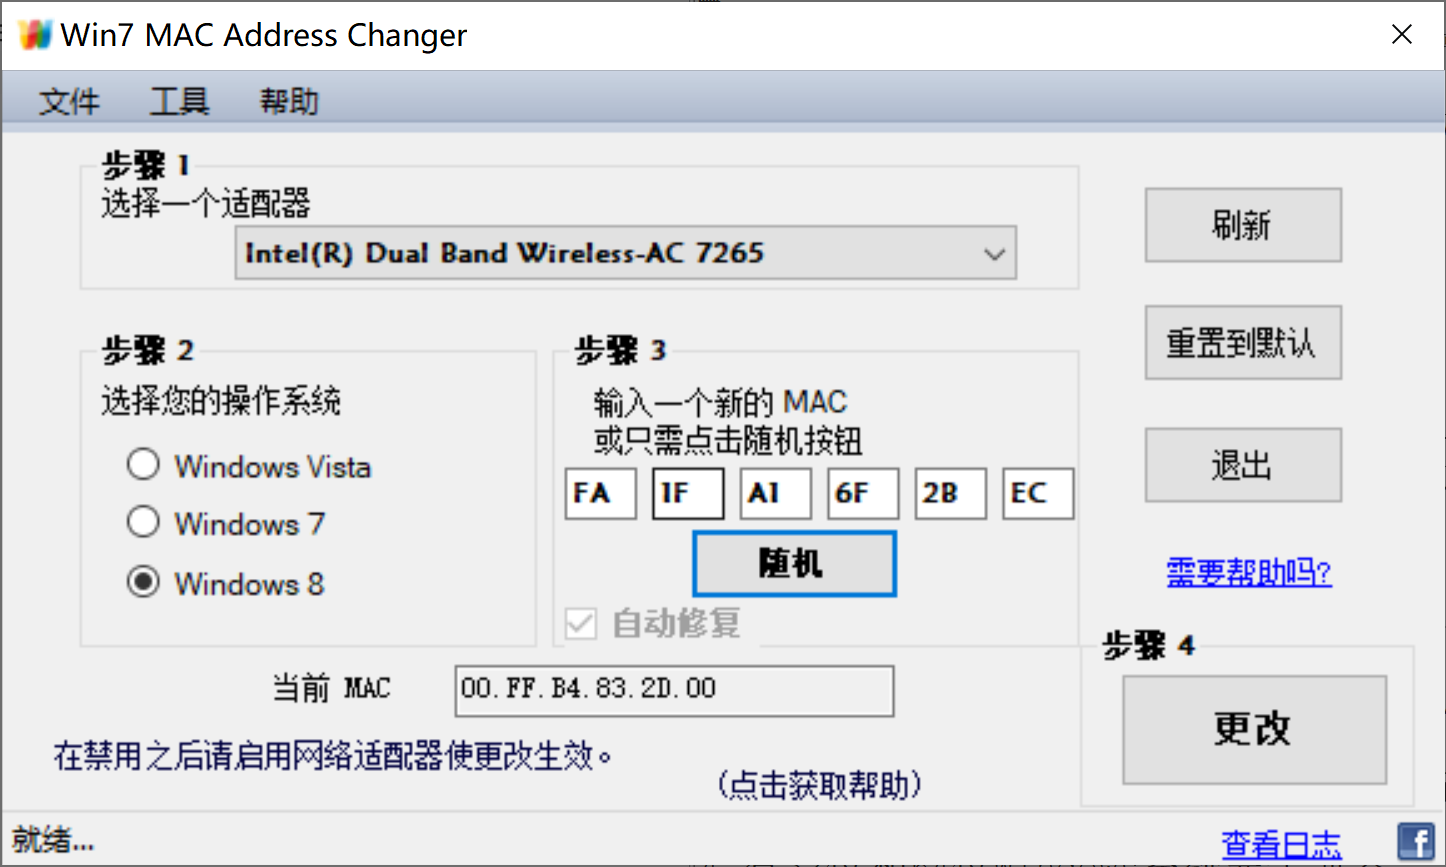 Win7 MAC Address Changer
文件 工具 帮助
步骤 1
选择一个适配器
Intel(R) Dual Band Wireless-AC 7265
刷新
重置到默认
退出
需要帮助吗?
步骤 2
选择您的操作系统
Windows Vista
Windows 7
Windows 8
步骤 3
输入一个新的 MAC
或只需点击随机按钮
FA 1F A1 6F 2B EC
随机
自动修复
步骤 4
更改
当前 MAC 00.FF.B4.83.2D.00
在禁用之后请启用网络适配器使更改生效。
(点击获取帮助)
就绪...
查看日志
f